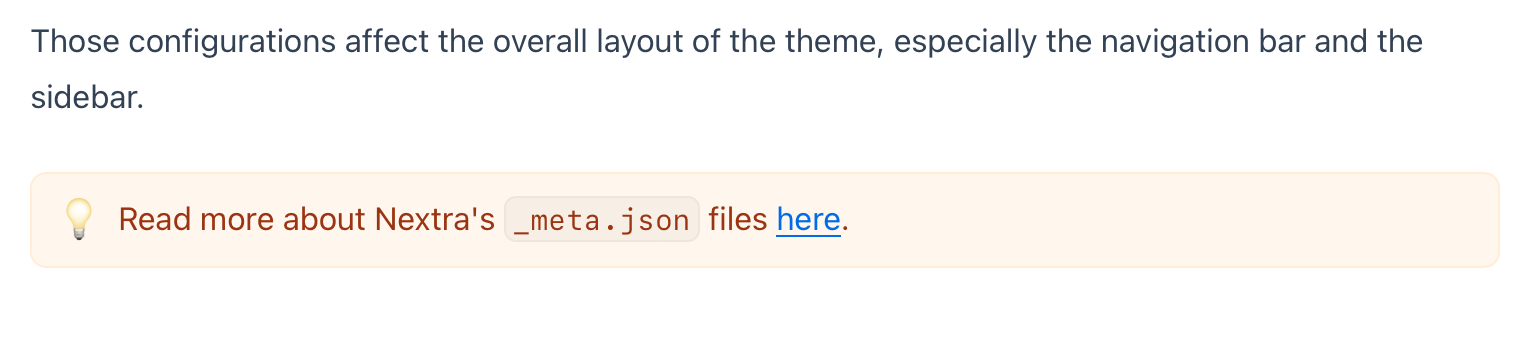 Those configurations affect the overall layout of the theme, especially the navigation bar and the
sidebar.
Read more about Nextra's _meta.json files here.